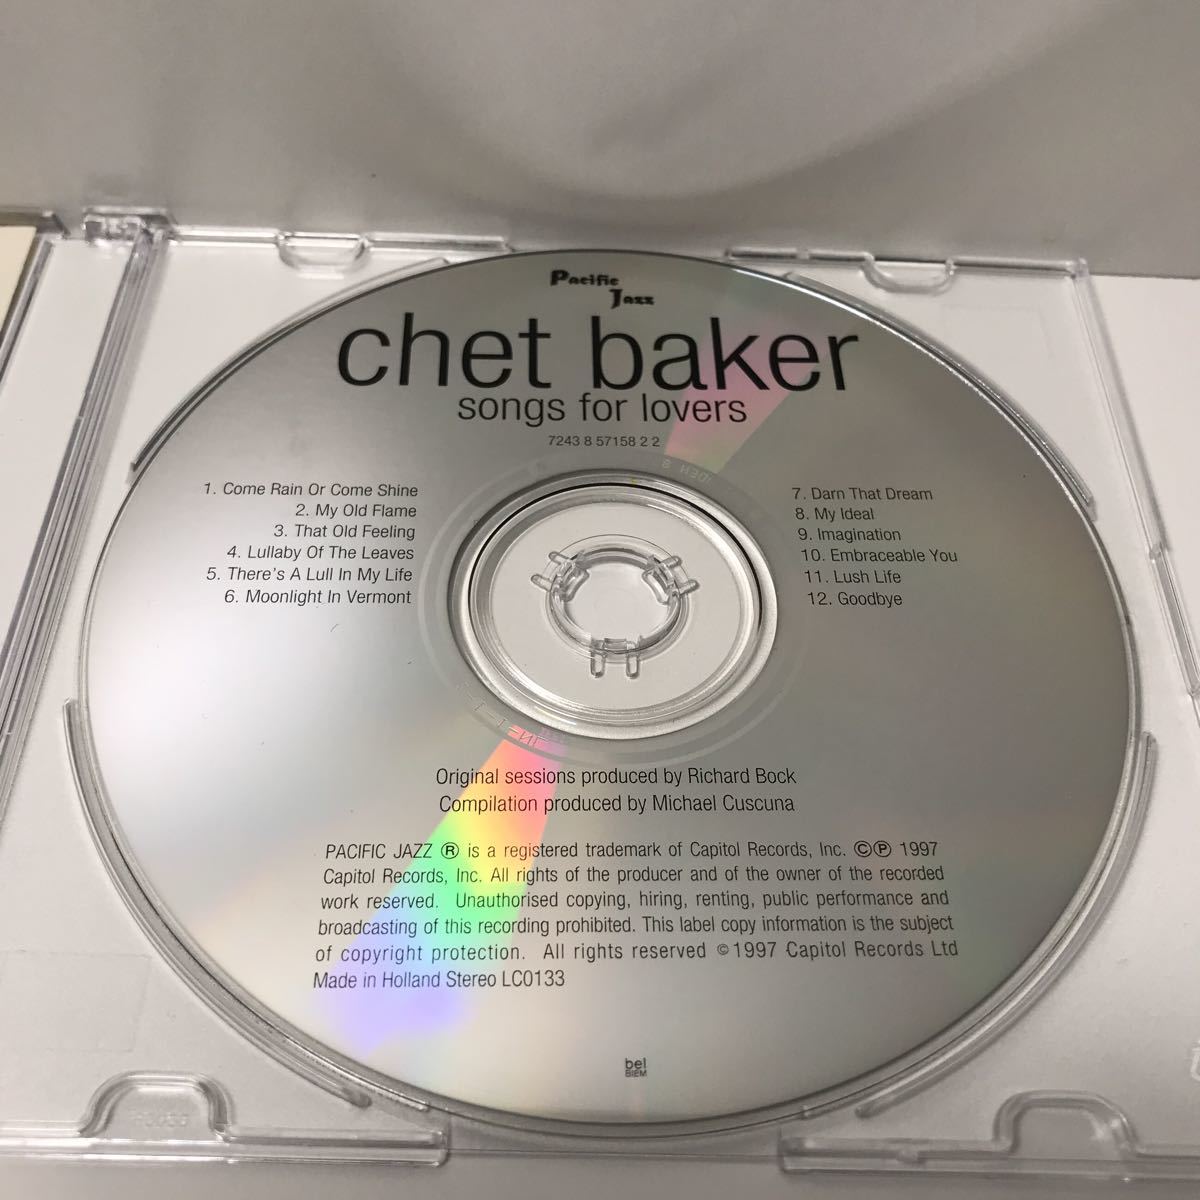 Pacific
Jazz
chet baker
songs for lovers
7243 8 57158 2 2
1. Come Rain Or Come Shine
2. My Old Flame
3. That Old Feeling
4. Lullaby Of The Leaves
5. There's A Lull In My Life
6. Moonlight In Vermont
7. Darn That Dream
8. My Ideal
9. Imagination
10. Embraceable You
11. Lush Life
12. Goodbye
Original sessions produced by Richard Bock
Compilation produced by Michael Cuscuna
PACIFIC JAZZ ® is a registered trademark of Capitol Records, Inc. ©℗ 1997
Capitol Records, Inc. All rights of the producer and of the owner of the recorded
work reserved. Unauthorised copying, hiring, renting, public performance and
broadcasting of this recording prohibited. This label copy information is the subject
of copyright protection. All rights reserved © 1997 Capitol Records Ltd
Made in Holland Stereo LC0133
bel
BIEM